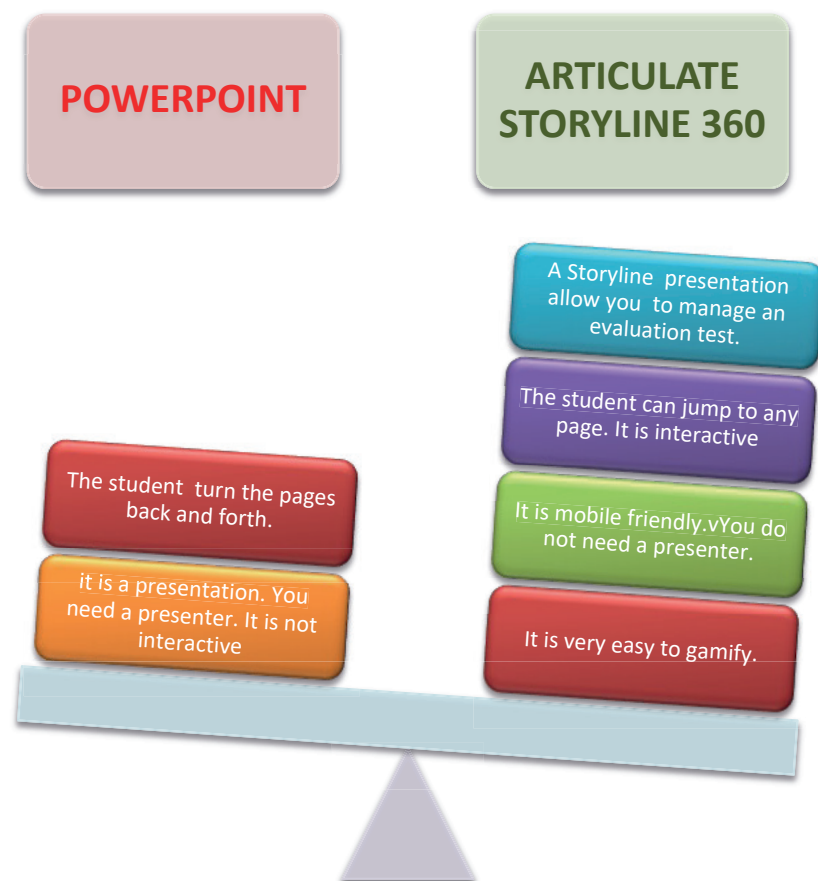 POWERPOINT
ARTICULATE
STORYLINE 360
The student turn the pages
back and forth.
it is a presentation. You
need a presenter. It is not
interactive
A Storyline presentation
allow you to manage an
evaluation test.
The student can jump to any
page. It is interactive
It is mobile friendly.vYou do
not need a presenter.
It is very easy to gamify.